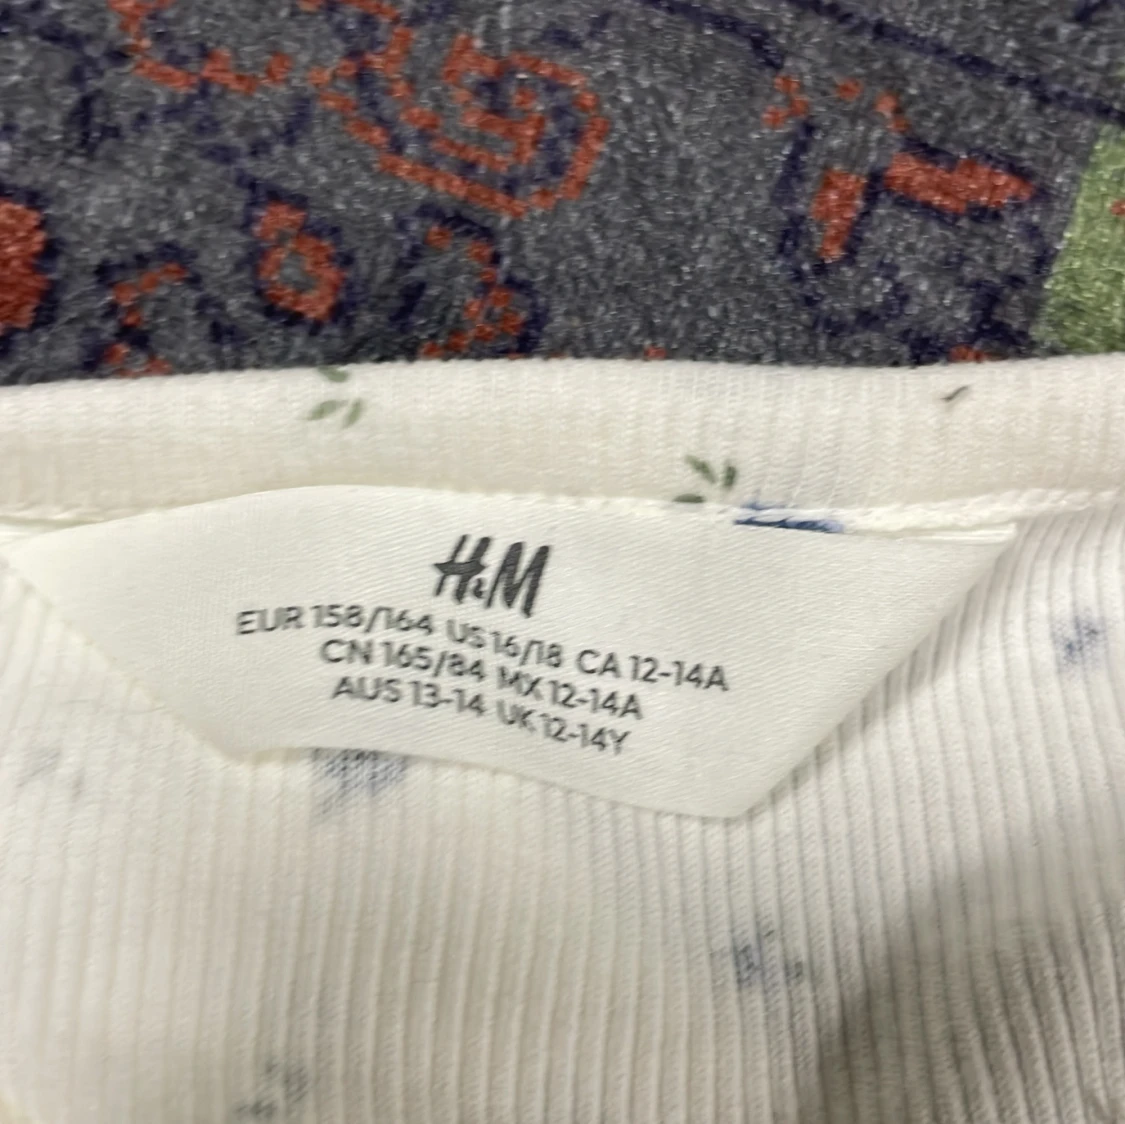 H&M
EUR 158/164 US 16/18 CA 12-14A
CN 165/84 MX 12-14A
AUS 13-14 UK 12-14Y